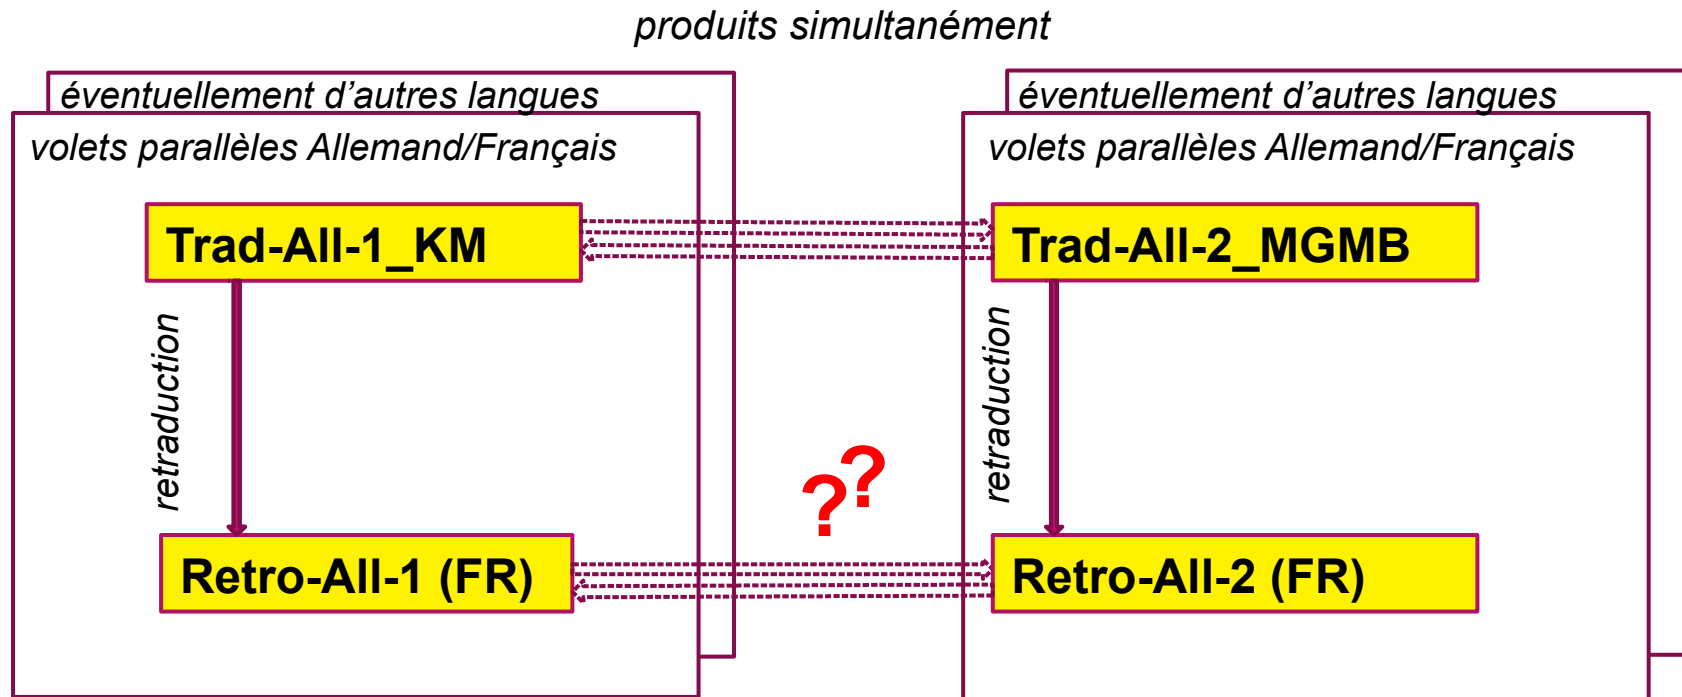 produits simultanément
éventuellement d’autres langues
volets parallèles Allemand/Français
Trad-All-1_KM
retraduction
Retro-All-1 (FR)
??
éventuellement d’autres langues
volets parallèles Allemand/Français
Trad-All-2_MGMB
retraduction
Retro-All-2 (FR)